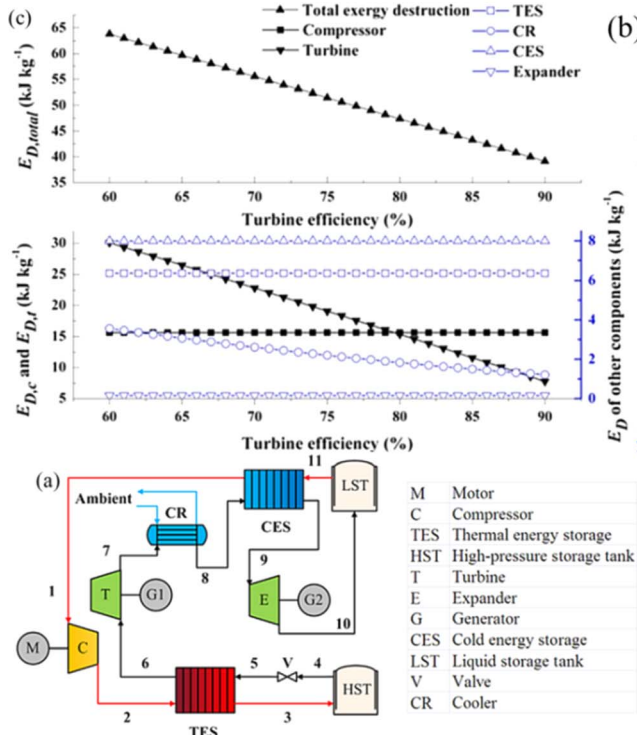 (c)
Total exergy destruction
Compressor
Turbine
TES
CR
CES
Expander
(b)
E_D,total (kJ kg⁻¹)
65
60
55
50
45
40
35
60 65 70 75 80 85 90
Turbine efficiency (%)
E_D,c and E_D,t (kJ kg⁻¹)
30
25
20
15
10
5
8
6
4
2
0
E_D of other components (kJ kg⁻¹)
60 65 70 75 80 85 90
Turbine efficiency (%)
(a)
Ambient
CR
CES
11
LST
1
7
8
9
T
G1
E
G2
10
M
C
6
5
V
4
2
TES
3
HST
M Motor
C Compressor
TES Thermal energy storage
HST High-pressure storage tank
T Turbine
E Expander
G Generator
CES Cold energy storage
LST Liquid storage tank
V Valve
CR Cooler